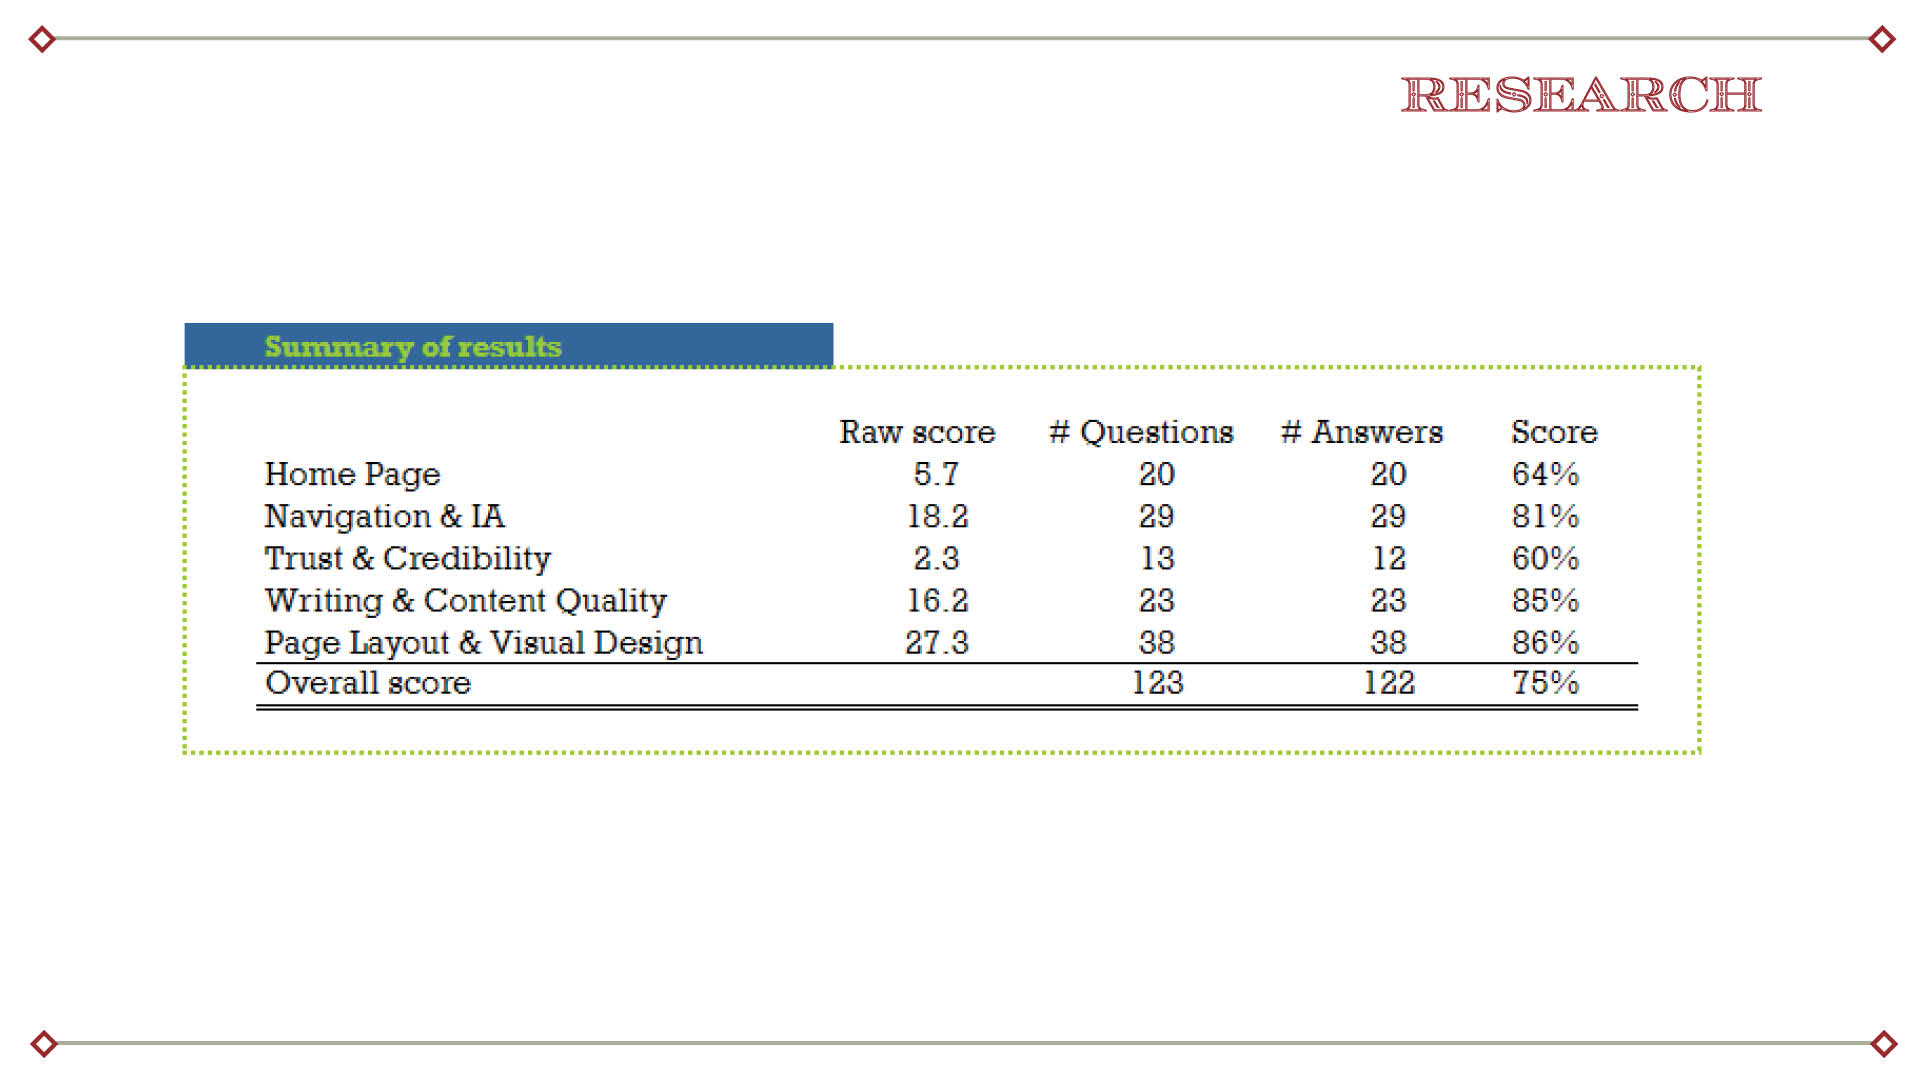 RESEARCH
Summary of results
Raw score # Questions # Answers Score
Home Page 5.7 20 20 64%
Navigation & IA 18.2 29 29 81%
Trust & Credibility 2.3 13 12 60%
Writing & Content Quality 16.2 23 23 85%
Page Layout & Visual Design 27.3 38 38 86%
Overall score 123 122 75%